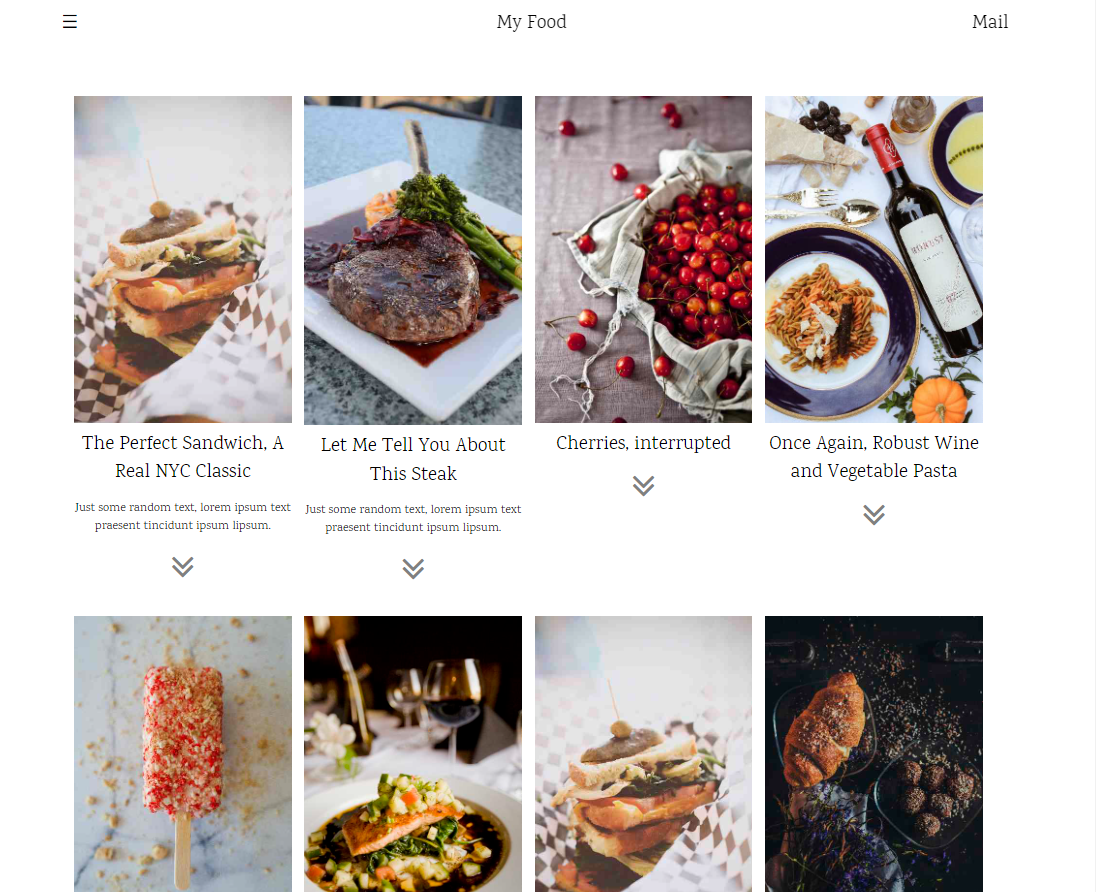 ☰ My Food Mail
The Perfect Sandwich, A
Real NYC Classic
Just some random text, lorem ipsum text
praesent tincidunt ipsum lipsum.
Let Me Tell You About
This Steak
Just some random text, lorem ipsum text
praesent tincidunt ipsum lipsum.
Cherries, interrupted
ROBUST
Once Again, Robust Wine
and Vegetable Pasta